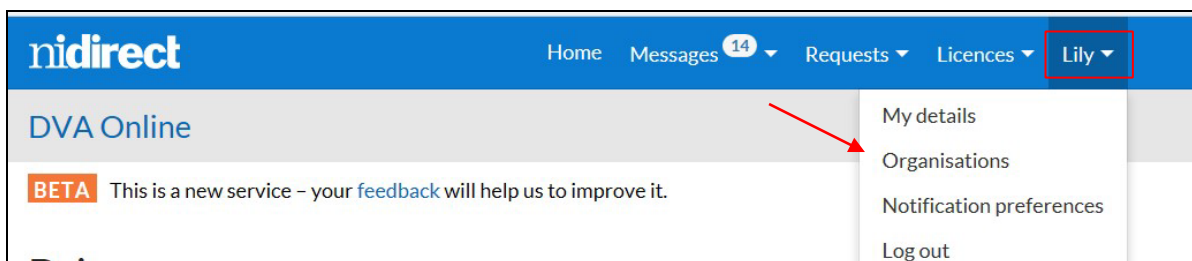 nidirect
Home Messages 14 Requests Licences Lily
DVA Online
My details
Organisations
BETA This is a new service – your feedback will help us to improve it.
Notification preferences
Log out